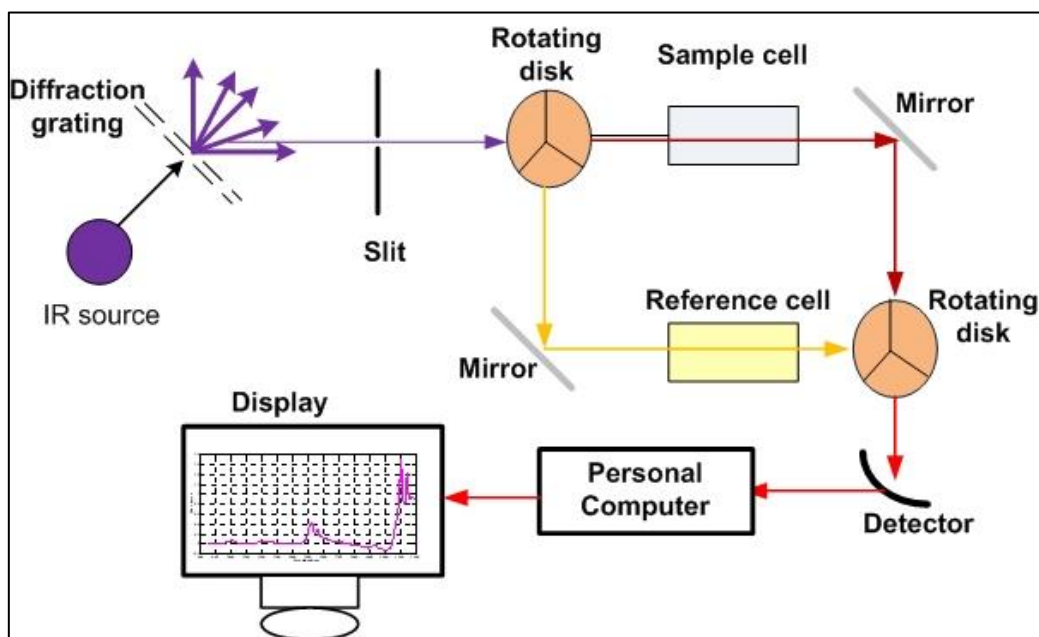 Rotating
disk
Sample cell
Mirror
Diffraction
grating
Slit
IR source
Reference cell
Rotating
disk
Mirror
Display
Personal
Computer
Detector